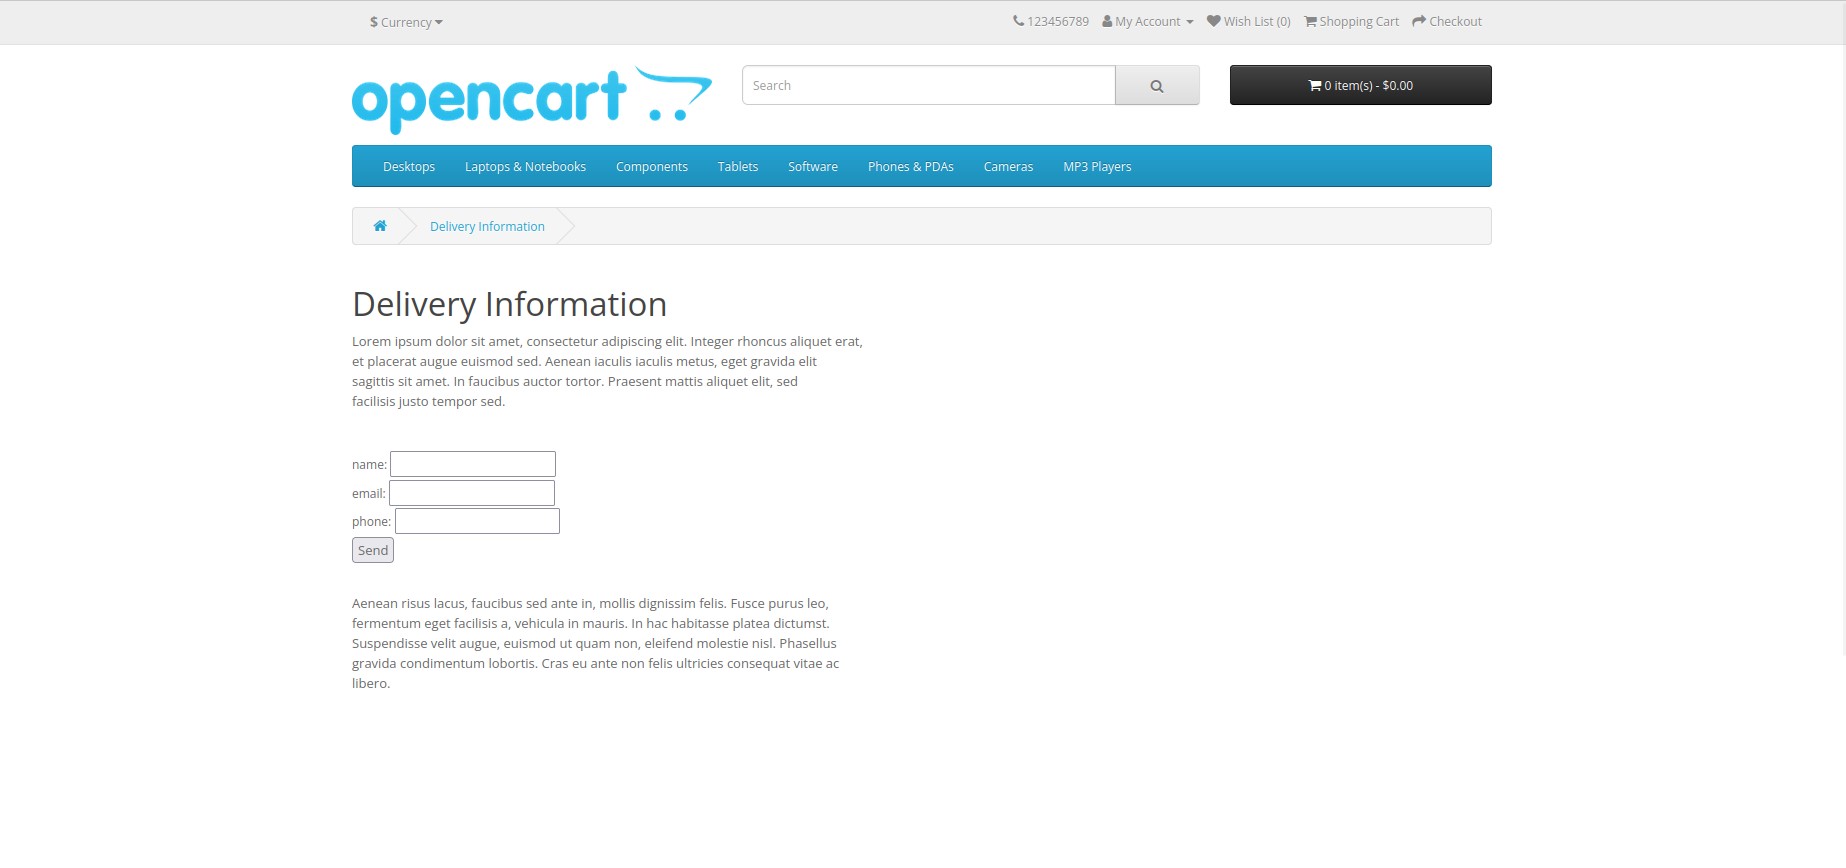 $ Currency
123456789 My Account Wish List (0) Shopping Cart Checkout
opencart
Search
0 item(s) - $0.00
Desktops Laptops & Notebooks Components Tablets Software Phones & PDAs Cameras MP3 Players
Delivery Information
Delivery Information
Lorem ipsum dolor sit amet, consectetur adipiscing elit. Integer rhoncus aliquet erat,
et placerat augue euismod sed. Aenean iaculis iaculis metus, eget gravida elit
sagittis sit amet. In faucibus auctor tortor. Praesent mattis aliquet elit, sed
facilisis justo tempor sed.
name:
email:
phone:
Send
Aenean risus lacus, faucibus sed ante in, mollis dignissim felis. Fusce purus leo,
fermentum eget facilisis a, vehicula in mauris. In hac habitasse platea dictumst.
Suspendisse velit augue, euismod ut quam non, eleifend molestie nisl. Phasellus
gravida condimentum lobortis. Cras eu ante non felis ultricies consequat vitae ac
libero.